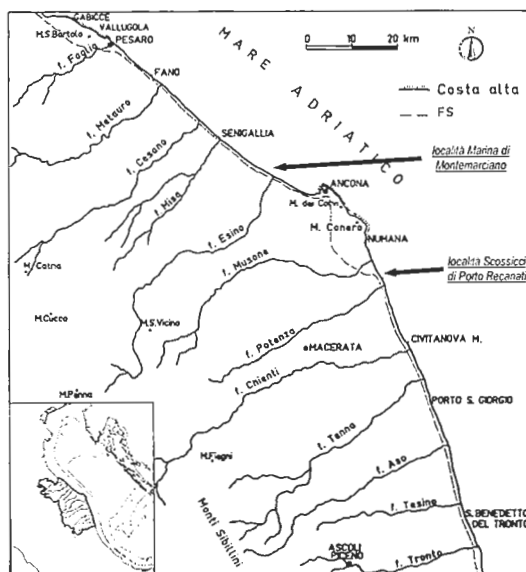 GABICCE
VALLUGOLA
M.S.Bartolo
PESARO
f. Foglia
FANO
f. Metauro
f. Cesano
SENIGALLIA
f. Misa
MARE ADRIATICO
0 10 20 km
N
Costa alta
FS
località Marina di
Montemarciano
ANCONA
M. dei Corvi
M. Conero
NUMANA
f. Esino
f. Musone
M. Catria
M.Cucco
M.S.Vicino
località Scossicci
di Porto Recanati
f. Potenza
MACERATA
CIVITANOVA M.
f. Chienti
M.Penna
PORTO S. GIORGIO
f. Tenna
M.Fiegni
f. Aso
Monti Sibillini
f. Tesino
S. BENEDETTO
DEL TRONTO
ASCOLI
PICENO
f. Tronto